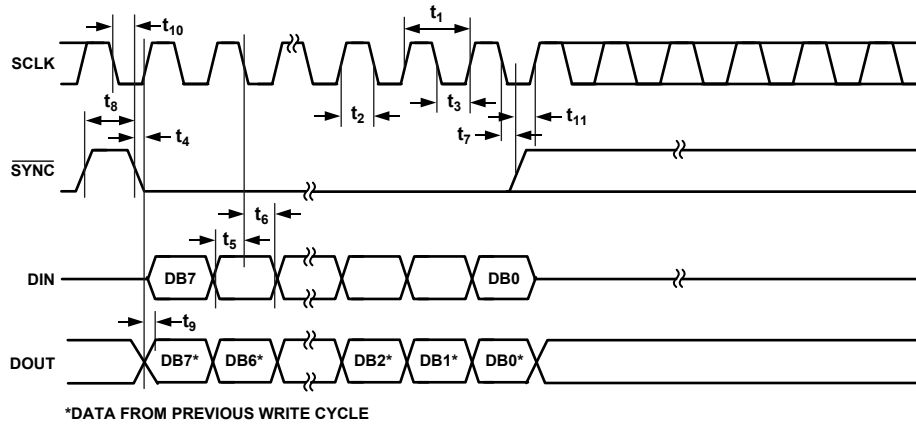 t10
t1
SCLK
t8
t2
t3
t4
t7
t11
SYNC
t6
t5
DIN
DB7
DB0
t9
DOUT
DB7*
DB6*
DB2*
DB1*
DB0*
*DATA FROM PREVIOUS WRITE CYCLE